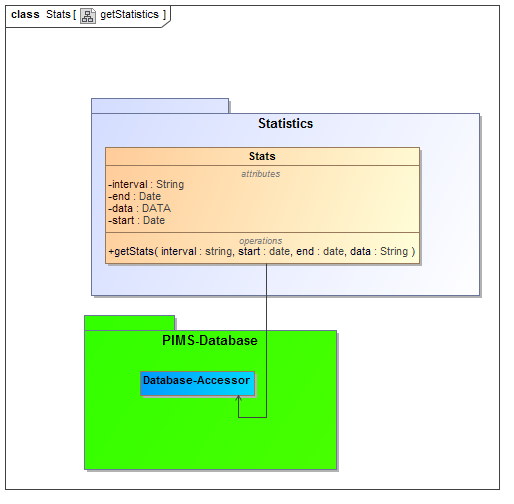 class Stats [ getStatistics ]
Statistics
Stats
attributes
-interval : String
-end : Date
-data : DATA
-start : Date
operations
+getStats( interval : string, start : date, end : date, data : String )
PIMS-Database
Database-Accessor